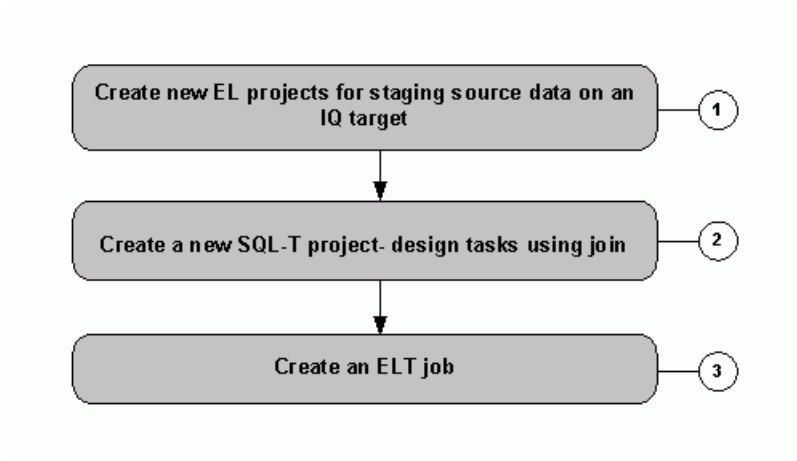 Create new EL projects for staging source data on an
IQ target
1
Create a new SQL-T project- design tasks using join
2
Create an ELT job
3